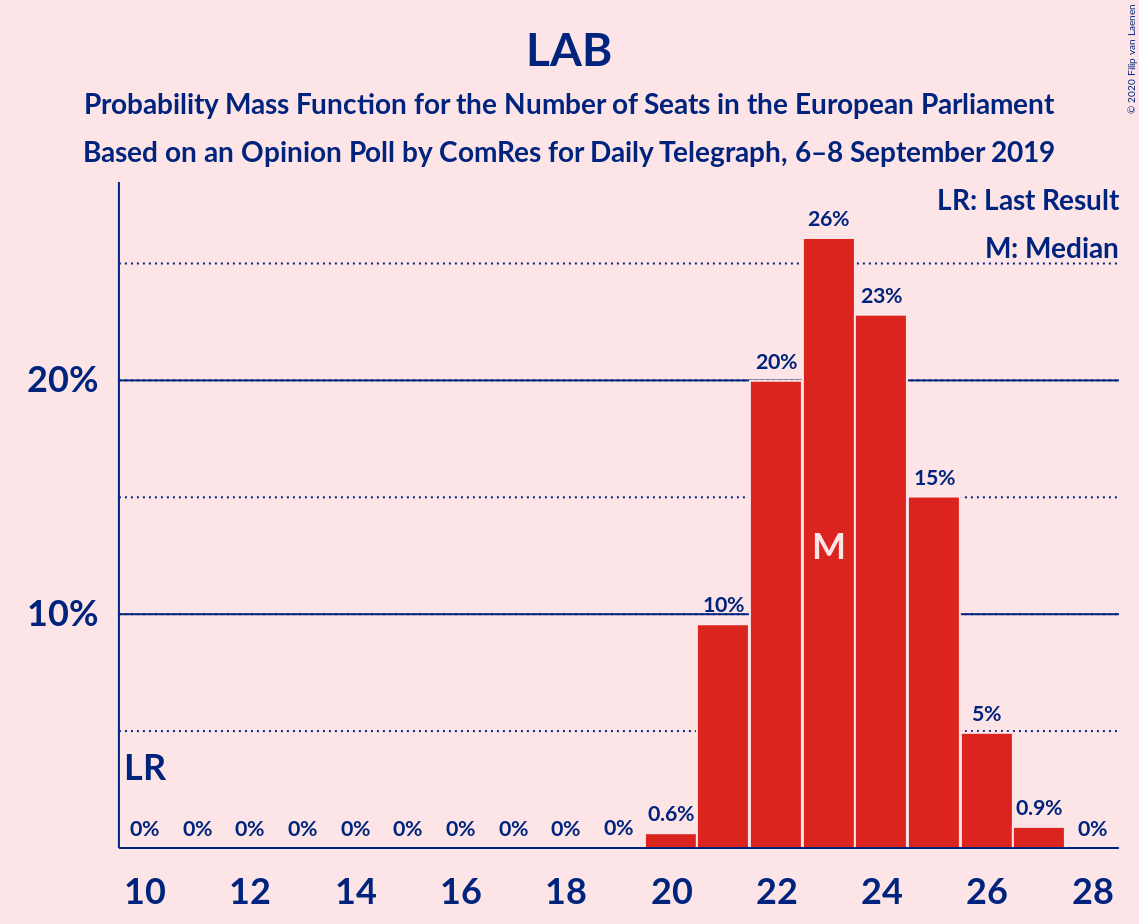 LAB
Probability Mass Function for the Number of Seats in the European Parliament
Based on an Opinion Poll by ComRes for Daily Telegraph, 6–8 September 2019
© 2020 Filip van Laenen
LR: Last Result
M: Median
26%
23%
20%
20%
15%
M
10%
10%
5%
LR
0% 0% 0% 0% 0% 0% 0% 0% 0% 0% 0.6% 0.9% 0%
10 12 14 16 18 20 22 24 26 28